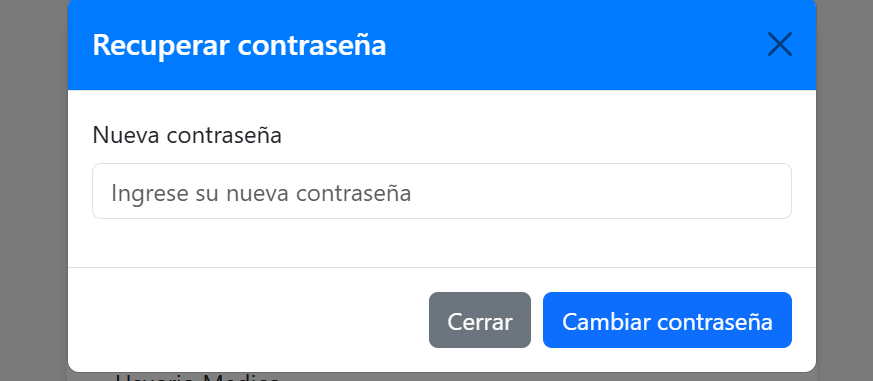 Recuperar contraseña
Nueva contraseña
Ingrese su nueva contraseña
Cerrar
Cambiar contraseña